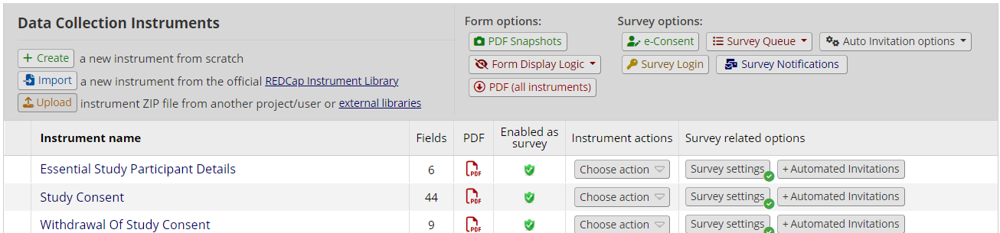 Data Collection Instruments
+ Create a new instrument from scratch
Import a new instrument from the official REDCap Instrument Library
Upload instrument ZIP file from another project/user or external libraries
Form options:
PDF Snapshots
Form Display Logic
PDF (all instruments)
Survey options:
e-Consent Survey Queue Auto Invitation options
Survey Login Survey Notifications
Instrument name Fields PDF Enabled as survey Instrument actions Survey related options
Essential Study Participant Details 6 PDF Choose action Survey settings + Automated Invitations
Study Consent 44 PDF Choose action Survey settings + Automated Invitations
Withdrawal Of Study Consent 9 PDF Choose action Survey settings + Automated Invitations